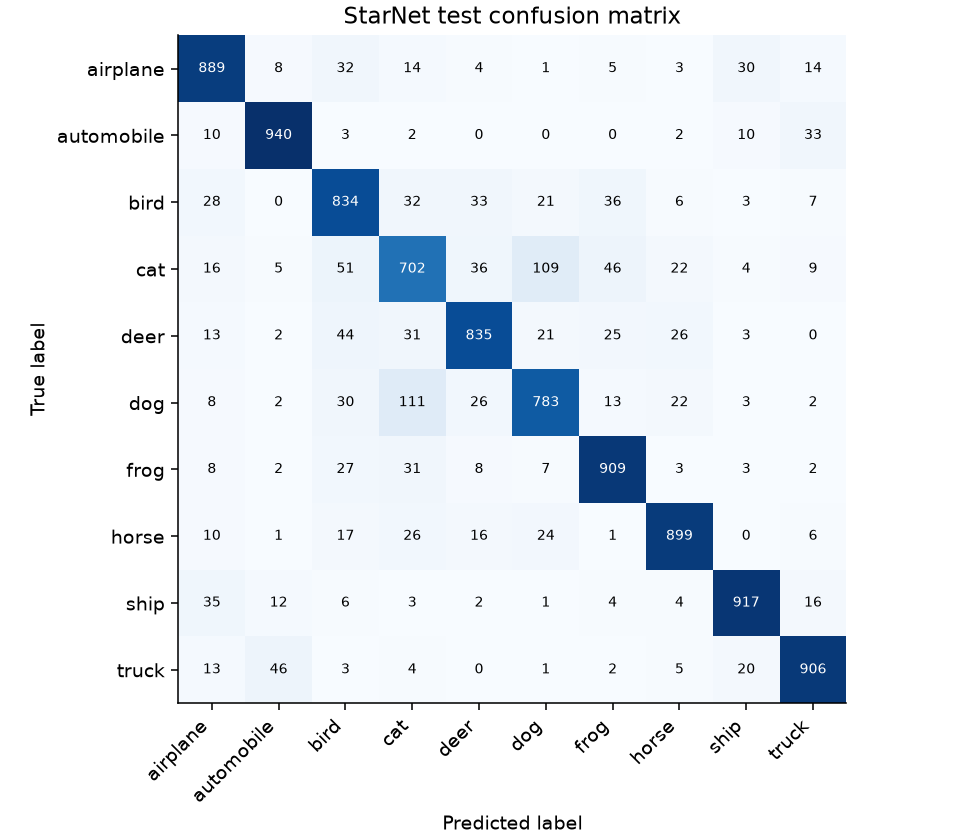 StarNet test confusion matrix
airplane 889 8 32 14 4 1 5 3 30 14
automobile 10 940 3 2 0 0 0 2 10 33
bird 28 0 834 32 33 21 36 6 3 7
cat 16 5 51 702 36 109 46 22 4 9
deer 13 2 44 31 835 21 25 26 3 0
dog 8 2 30 111 26 783 13 22 3 2
frog 8 2 27 31 8 7 909 3 3 2
horse 10 1 17 26 16 24 1 899 0 6
ship 35 12 6 3 2 1 4 4 917 16
truck 13 46 3 4 0 1 2 5 20 906
True label
airplane automobile bird cat deer dog frog horse ship truck
Predicted label